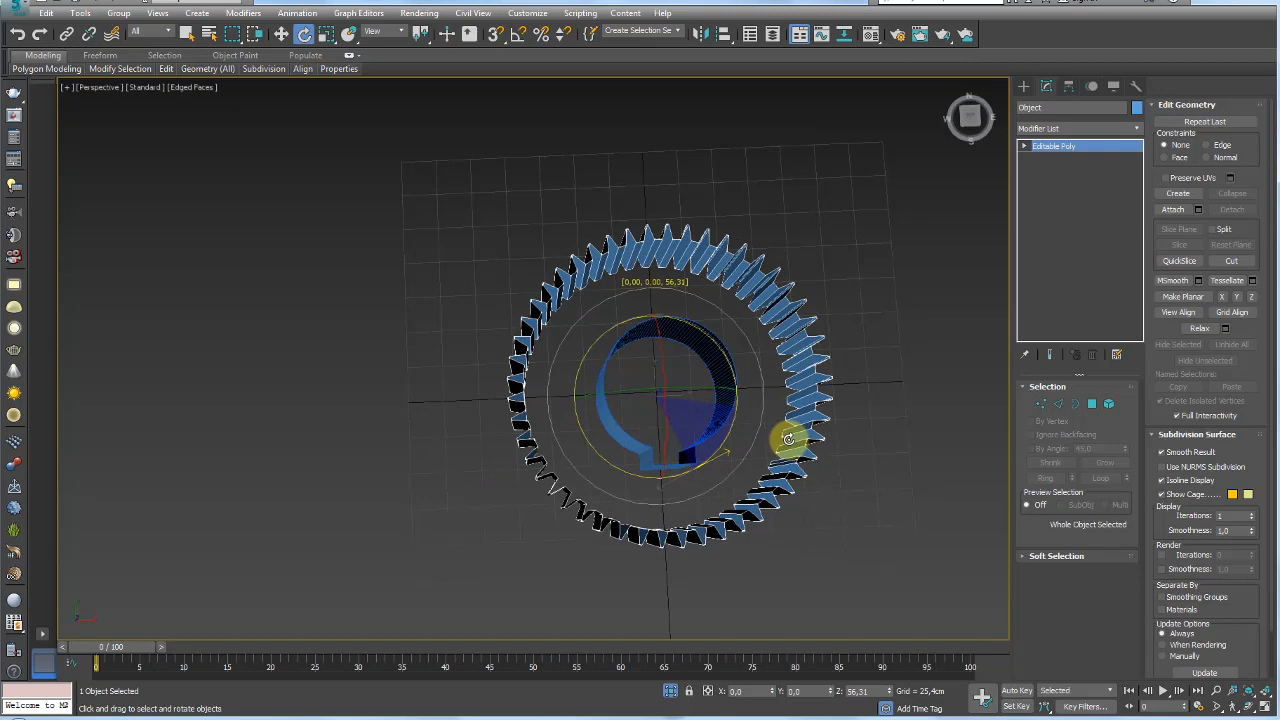 Edit Tools Group Views Create Modifiers Animation Graph Editors Rendering Civil View Customize Scripting Content Help
All View Create Selection Se
Modeling Freeform Selection Object Paint Populate
Polygon Modeling Modify Selection Edit Geometry (All) Subdivision Align Properties
[+] [Perspective] [Standard] [Edged Faces]
N
W E
S
[0,00, 0,00, 56,31]
Object
Modifier List
Editable Poly
Selection
By Vertex
Ignore Backfacing
By Angle: 45,0
Shrink Grow
Ring Loop
Preview Selection
Off SubObj Multi
Whole Object Selected
Soft Selection
Edit Geometry
Repeat Last
Constraints
None Edge
Face Normal
Preserve UVs
Create Collapse
Attach Detach
Slice Plane Split
Slice Reset Plane
QuickSlice Cut
MSmooth Tessellate
Make Planar X Y Z
View Align Grid Align
Relax
Hide Selected Unhide All
Hide Unselected
Named Selections:
Copy Paste
Delete Isolated Vertices
Full Interactivity
Subdivision Surface
Smooth Result
Use NURMS Subdivision
Isoline Display
Show Cage......
Display
Iterations: 1
Smoothness: 1,0
Render
Iterations: 0
Smoothness: 1,0
Separate By
Smoothing Groups
Materials
Update Options
Always
When Rendering
Manually
Update
< 0 / 100 >
0 5 10 15 20 25 30 35 40 45 50 55 60 65 70 75 80 85 90 95 100
1 Object Selected X: 0,0 Y: 0,0 Z: 56,31 Grid = 25,4cm Auto Key Selected
Welcome to M Click and drag to select and rotate objects Add Time Tag Set Key Key Filters... 0